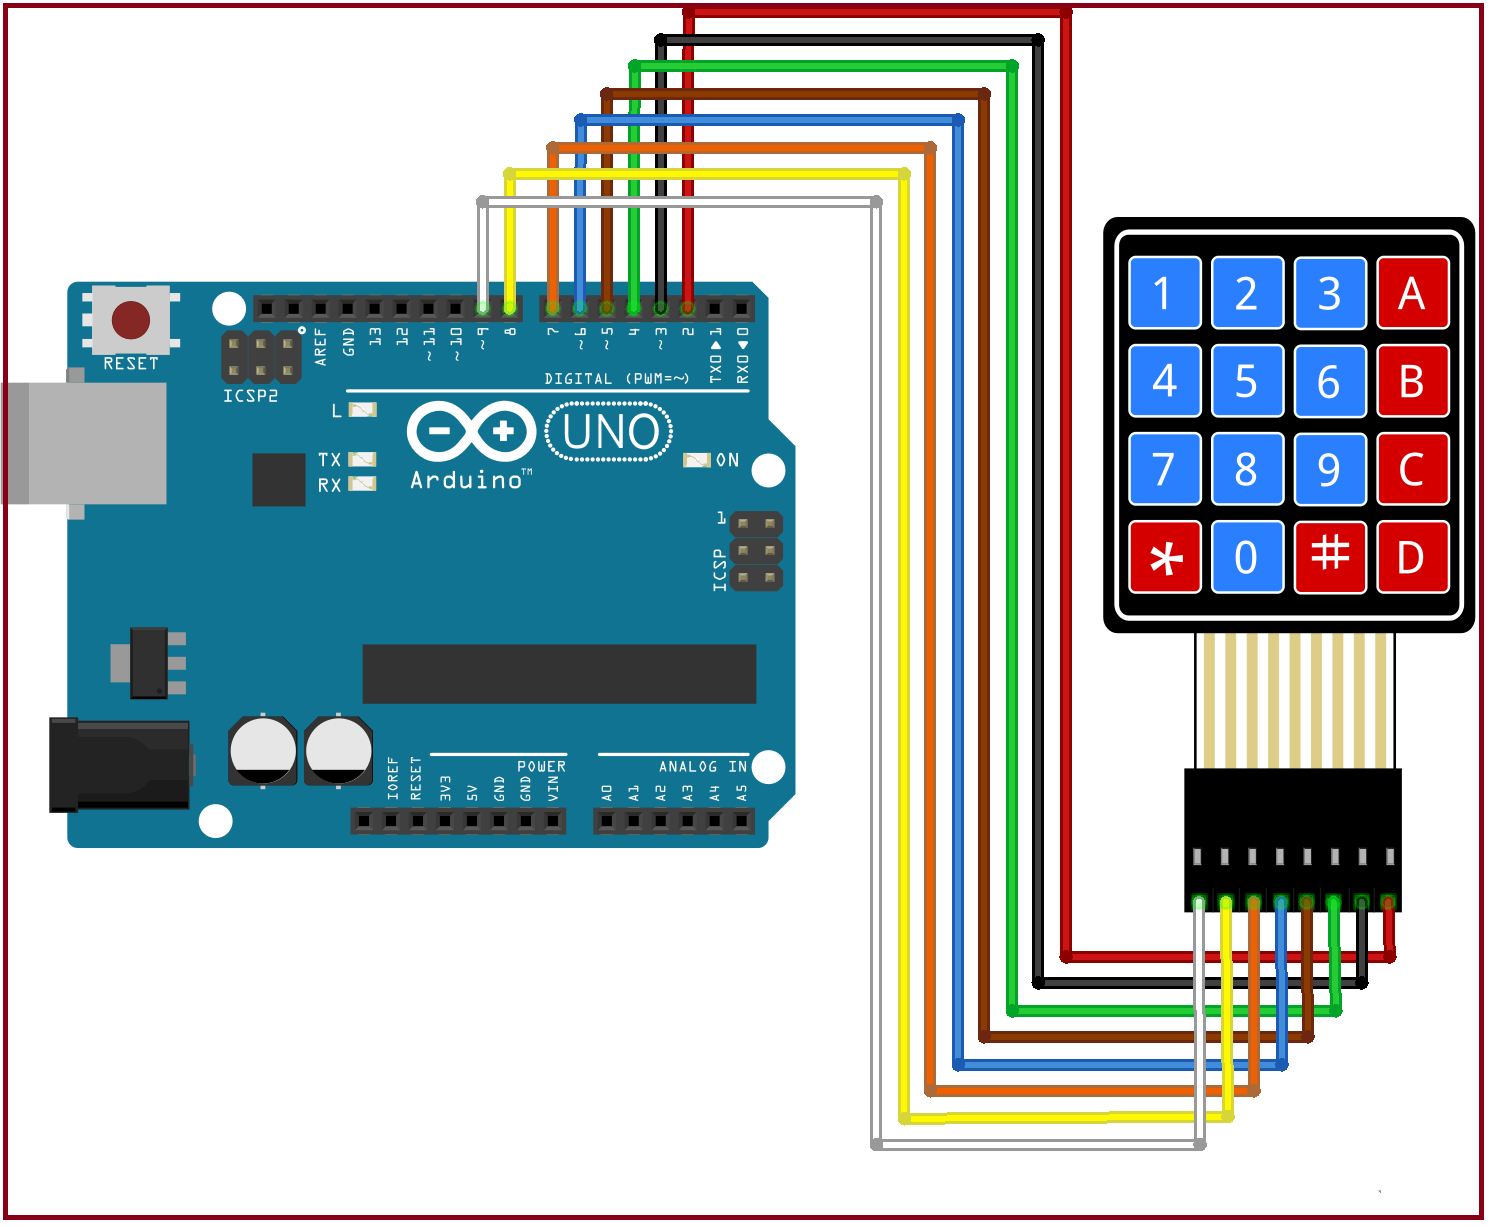 RESET
ICSP2
AREF
GND
13
12
~11
~10
~9
8
7
~6
~5
4
~3
2
TX0▶1
RX0◀0
DIGITAL (PWM=~)
L
TX
RX
Arduino™
UNO
ON
1
ICSP
IOREF
RESET
3V3
5V
GND
GND
VIN
POWER
ANALOG IN
A0
A1
A2
A3
A4
A5
1 2 3 A
4 5 6 B
7 8 9 C
* 0 # D